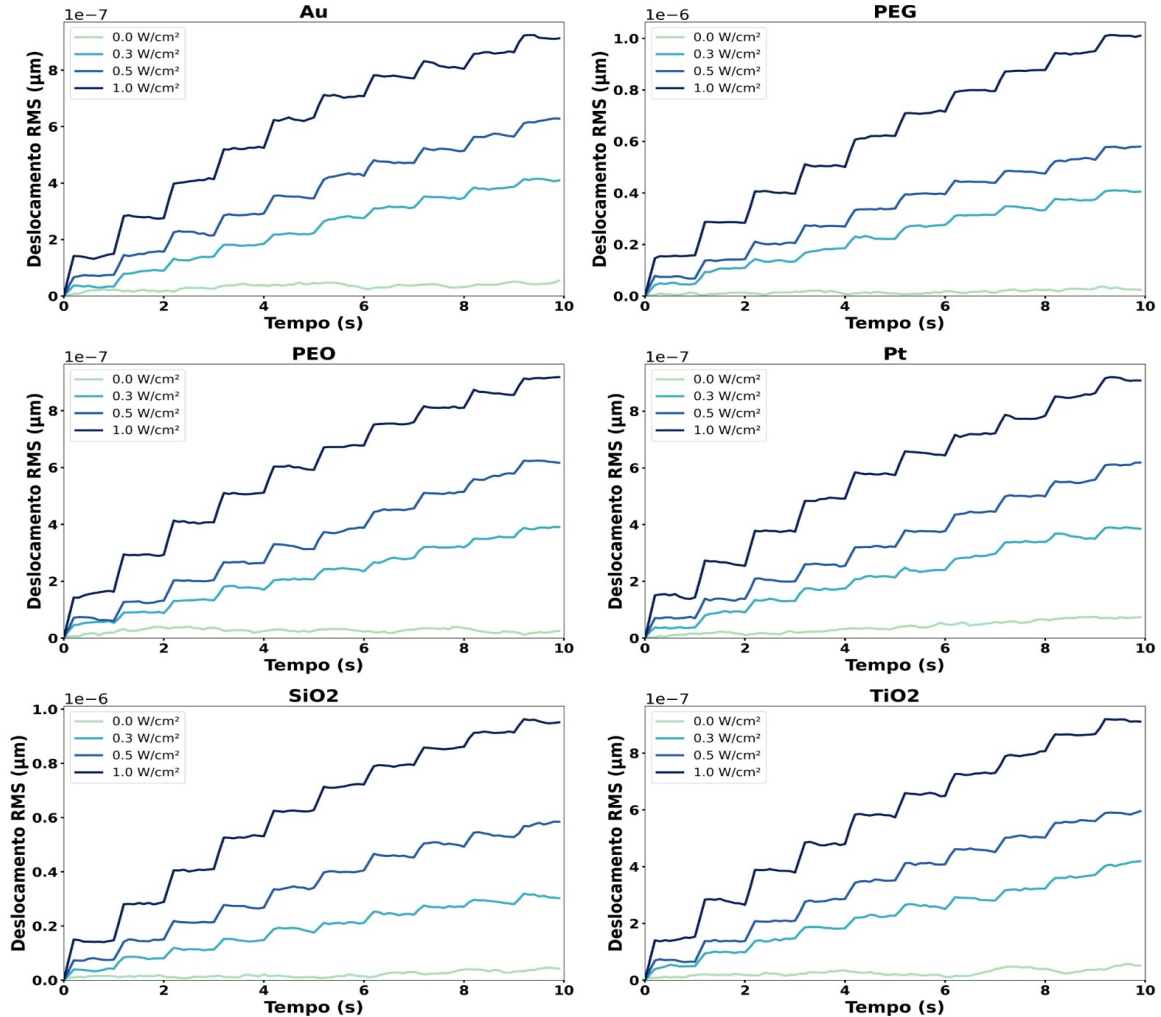 Au
1e−7
Deslocamento RMS (μm)
0.0 W/cm²
0.3 W/cm²
0.5 W/cm²
1.0 W/cm²
8
6
4
2
0
0 2 4 6 8 10
Tempo (s)
PEG
1e−6
Deslocamento RMS (μm)
0.0 W/cm²
0.3 W/cm²
0.5 W/cm²
1.0 W/cm²
1.0
0.8
0.6
0.4
0.2
0.0
0 2 4 6 8 10
Tempo (s)
PEO
1e−7
Deslocamento RMS (μm)
0.0 W/cm²
0.3 W/cm²
0.5 W/cm²
1.0 W/cm²
8
6
4
2
0
0 2 4 6 8 10
Tempo (s)
Pt
1e−7
Deslocamento RMS (μm)
0.0 W/cm²
0.3 W/cm²
0.5 W/cm²
1.0 W/cm²
8
6
4
2
0
0 2 4 6 8 10
Tempo (s)
SiO2
1e−6
Deslocamento RMS (μm)
0.0 W/cm²
0.3 W/cm²
0.5 W/cm²
1.0 W/cm²
1.0
0.8
0.6
0.4
0.2
0.0
0 2 4 6 8 10
Tempo (s)
TiO2
1e−7
Deslocamento RMS (μm)
0.0 W/cm²
0.3 W/cm²
0.5 W/cm²
1.0 W/cm²
8
6
4
2
0
0 2 4 6 8 10
Tempo (s)